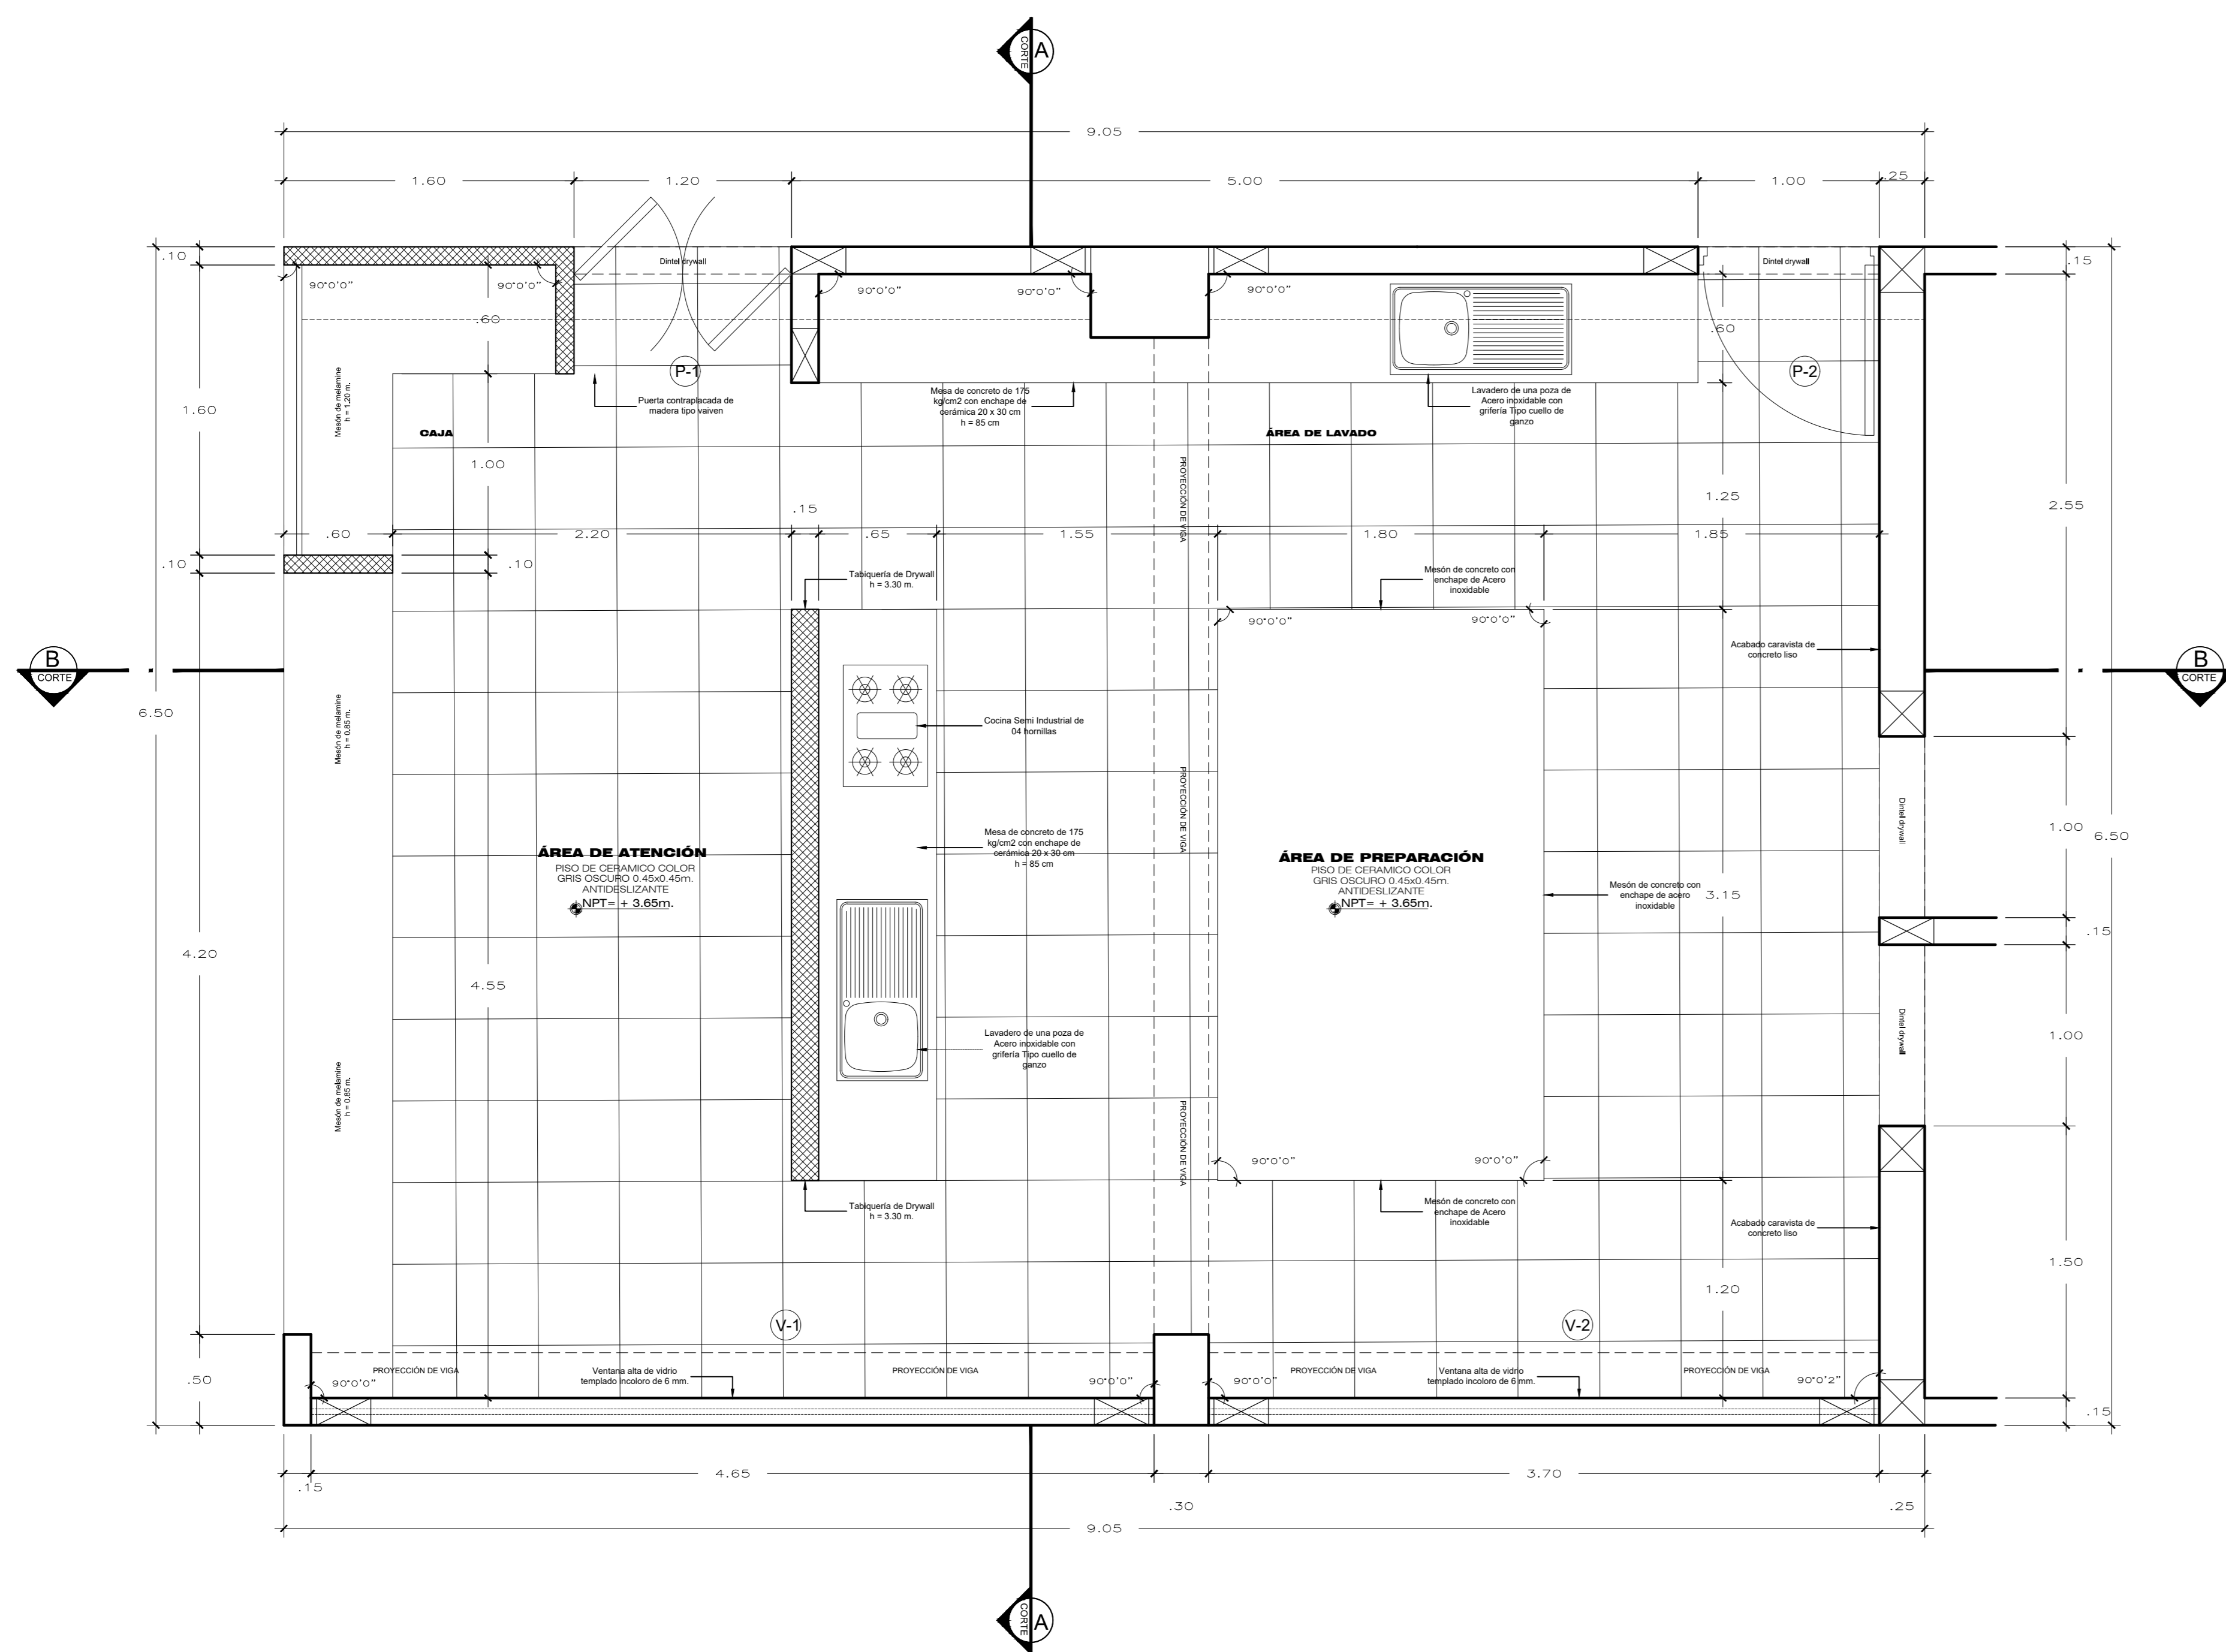 CORTE
A
9.05
1.60
1.20
5.00
1.00
.25
.10
.15
Dintel drywall
Dintel drywall
90°0'0"
90°0'0"
90°0'0"
90°0'0"
90°0'0"
.60
.60
P-1
P-2
Mesón de melamine
h = 1.20 m.
Puerta contraplacada de
madera tipo vaiven
Mesa de concreto de 175
kg/cm2 con enchape de
cerámica 20 x 30 cm
h = 85 cm
Lavadero de una poza de
Acero inoxidable con
grifería Tipo cuello de
ganzo
1.60
CAJA
ÁREA DE LAVADO
1.00
PROYECCIÓN DE VIGA
1.25
2.55
.15
.60
2.20
.65
1.55
1.80
1.85
.10
.10
Tabiquería de Drywall
h = 3.30 m.
Mesón de concreto con
enchape de Acero
inoxidable
90°0'0"
90°0'0"
Acabado caravista de
concreto liso
B
CORTE
B
CORTE
6.50
Mesón de melamine
h = 0.85 m.
Cocina Semi Industrial de
04 hornillas
PROYECCIÓN DE VIGA
Dintel drywall
1.00
6.50
Mesa de concreto de 175
kg/cm2 con enchape de
cerámica 20 x 30 cm
h = 85 cm
ÁREA DE ATENCIÓN
PISO DE CERAMICO COLOR
GRIS OSCURO 0.45x0.45m.
ANTIDESLIZANTE
NPT= + 3.65m.
ÁREA DE PREPARACIÓN
PISO DE CERAMICO COLOR
GRIS OSCURO 0.45x0.45m.
ANTIDESLIZANTE
NPT= + 3.65m.
Mesón de concreto con
enchape de acero
inoxidable
3.15
.15
4.20
4.55
Lavadero de una poza de
Acero inoxidable con
grifería Tipo cuello de
ganzo
Dintel drywall
1.00
Mesón de melamine
h = 0.85 m.
PROYECCIÓN DE VIGA
90°0'0"
90°0'0"
Tabiquería de Drywall
h = 3.30 m.
Mesón de concreto con
enchape de Acero
inoxidable
Acabado caravista de
concreto liso
1.50
1.20
V-1
V-2
PROYECCIÓN DE VIGA
Ventana alta de vidrio
templado incoloro de 6 mm.
PROYECCIÓN DE VIGA
PROYECCIÓN DE VIGA
Ventana alta de vidrio
templado incoloro de 6 mm.
PROYECCIÓN DE VIGA
.50
90°0'0"
90°0'0"
90°0'0"
90°0'2"
.15
4.65
3.70
.15
.30
.25
9.05
CORTE
A